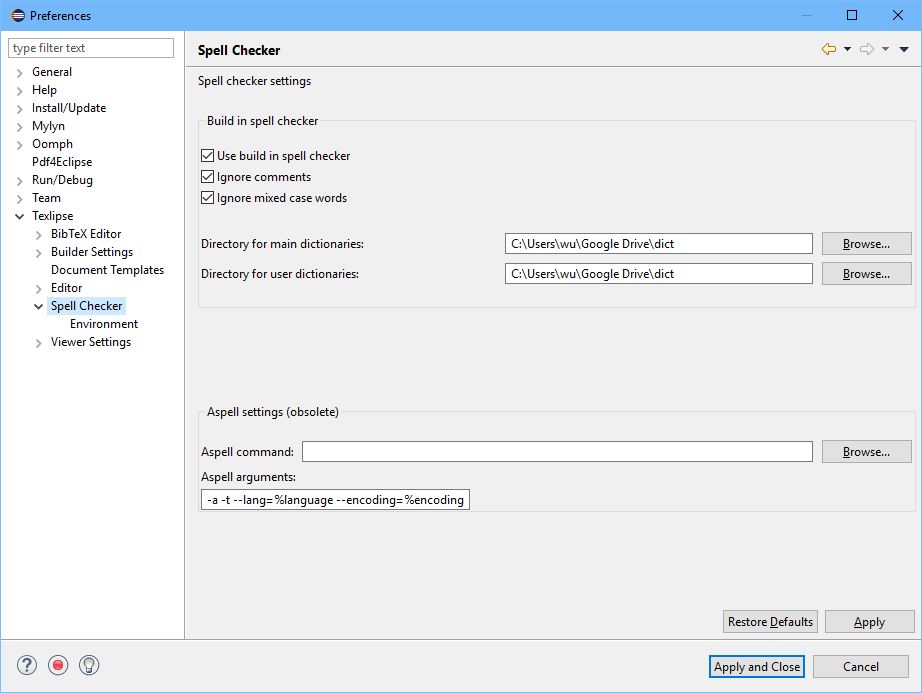 Preferences
type filter text
General
Help
Install/Update
Mylyn
Oomph
Pdf4Eclipse
Run/Debug
Team
Texlipse
BibTeX Editor
Builder Settings
Document Templates
Editor
Spell Checker
Environment
Viewer Settings
Spell Checker
Spell checker settings
Build in spell checker
Use build in spell checker
Ignore comments
Ignore mixed case words
Directory for main dictionaries: C:\Users\wu\Google Drive\dict Browse...
Directory for user dictionaries: C:\Users\wu\Google Drive\dict Browse...
Aspell settings (obsolete)
Aspell command: Browse...
Aspell arguments:
-a -t --lang=%language --encoding=%encoding
Restore Defaults Apply
? Apply and Close Cancel